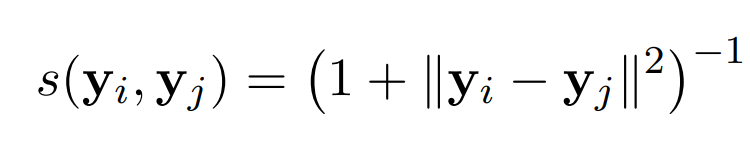 s(𝐲ᵢ, 𝐲ⱼ) = (1 + ‖𝐲ᵢ − 𝐲ⱼ‖²)⁻¹